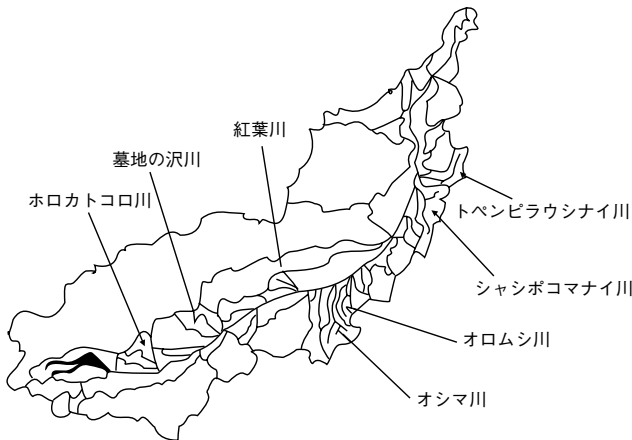 紅葉川
墓地の沢川
ホロカトコロ川
トペンピラウシナイ川
シャシポコマナイ川
オロムシ川
オシマ川